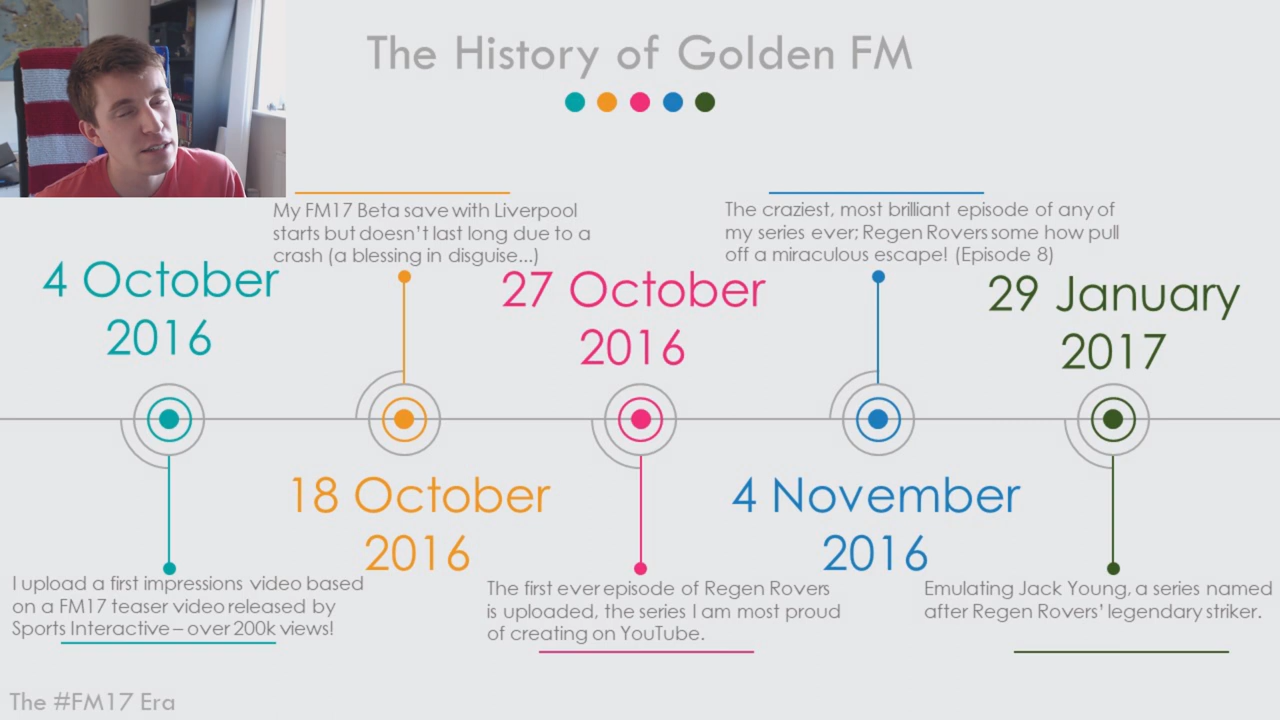 The History of Golden FM
My FM17 Beta save with Liverpool
starts but doesn't last long due to a
crash (a blessing in disguise...)
The craziest, most brilliant episode of any of
my series ever; Regen Rovers some how pull
off a miraculous escape! (Episode 8)
4 October
2016
27 October
2016
29 January
2017
18 October
2016
4 November
2016
I upload a first impressions video based
on a FM17 teaser video released by
Sports Interactive – over 200k views!
The first ever episode of Regen Rovers
is uploaded, the series I am most proud
of creating on YouTube.
Emulating Jack Young, a series named
after Regen Rovers' legendary striker.
The #FM17 Era